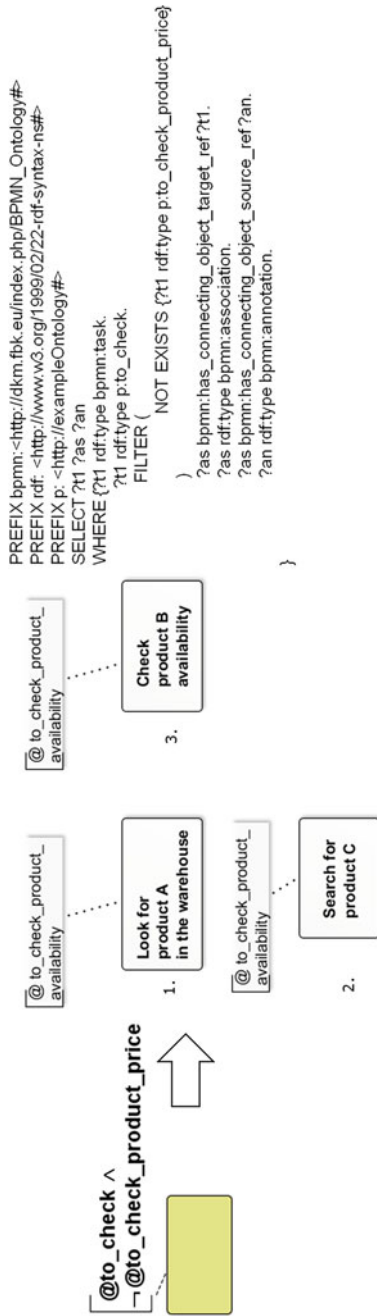 @to_check ∧
¬@to_check_product_price
@ to_check_product_
availability
1.
Look for
product A
in the warehouse
@ to_check_product_
availability
2.
Search for
product C
@ to_check_product_
availability
3.
Check
product B
availability
PREFIX bpmn:<http://dkm.fbk.eu/index.php/BPMN_Ontology#>
PREFIX rdf: <http://www.w3.org/1999/02/22-rdf-syntax-ns#>
PREFIX p: <http://exampleOntology#>
SELECT ?t1 ?as ?an
WHERE {?t1 rdf:type bpmn:task.
?t1 rdf:type p:to_check.
FILTER (
NOT EXISTS {?t1 rdf:type p:to_check_product_price}
)
?as bpmn:has_connecting_object_target_ref ?t1.
?as rdf:type bpmn:association.
?as bpmn:has_connecting_object_source_ref ?an.
?an rdf:type bpmn:annotation.
}